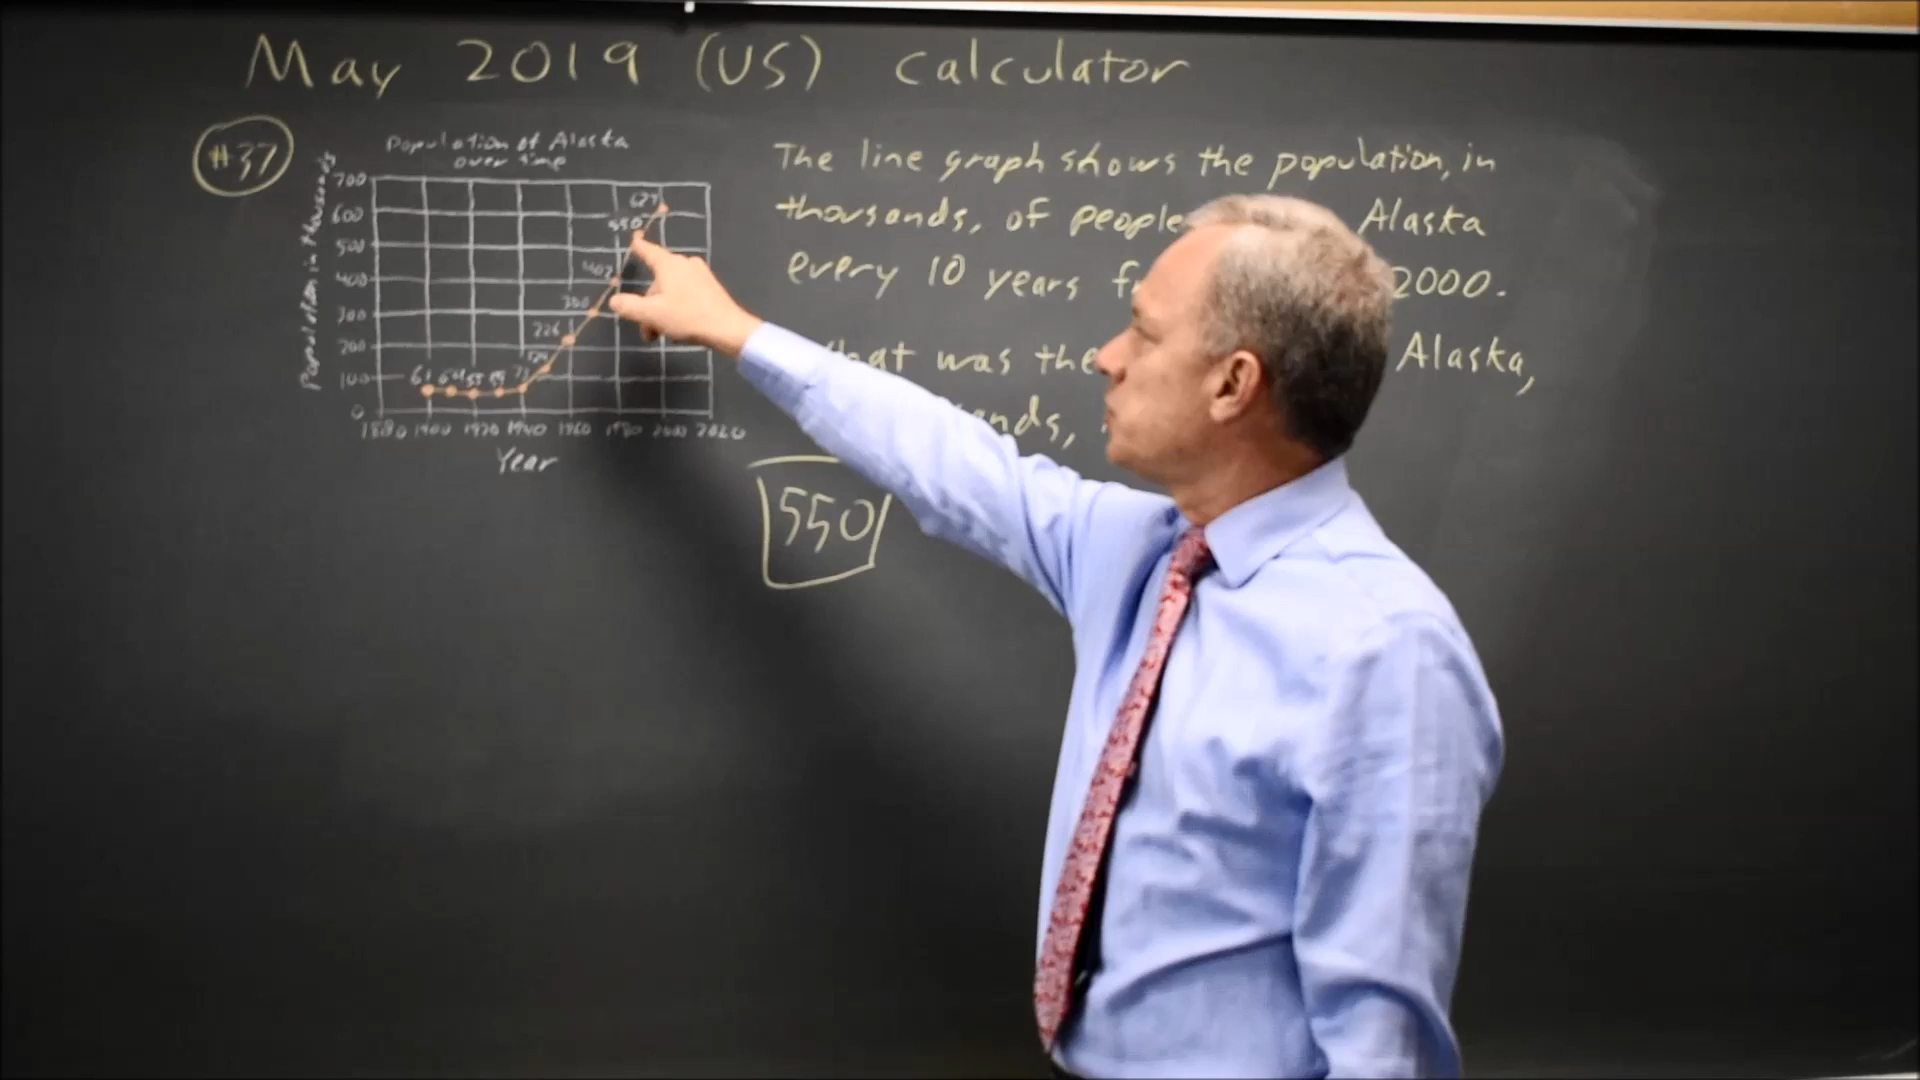 May 2019 (US) Calculator
#37
Population of Alaska
over time
Population in thousands
700
600
500
400
300
200
100
0
627
550
402
300
226
129
61 64 55 59 73
1880 1900 1920 1940 1960 1980 2000 2020
Year
The line graph shows the population, in
thousands, of people Alaska
every 10 years 2000.
was the Alaska,
550